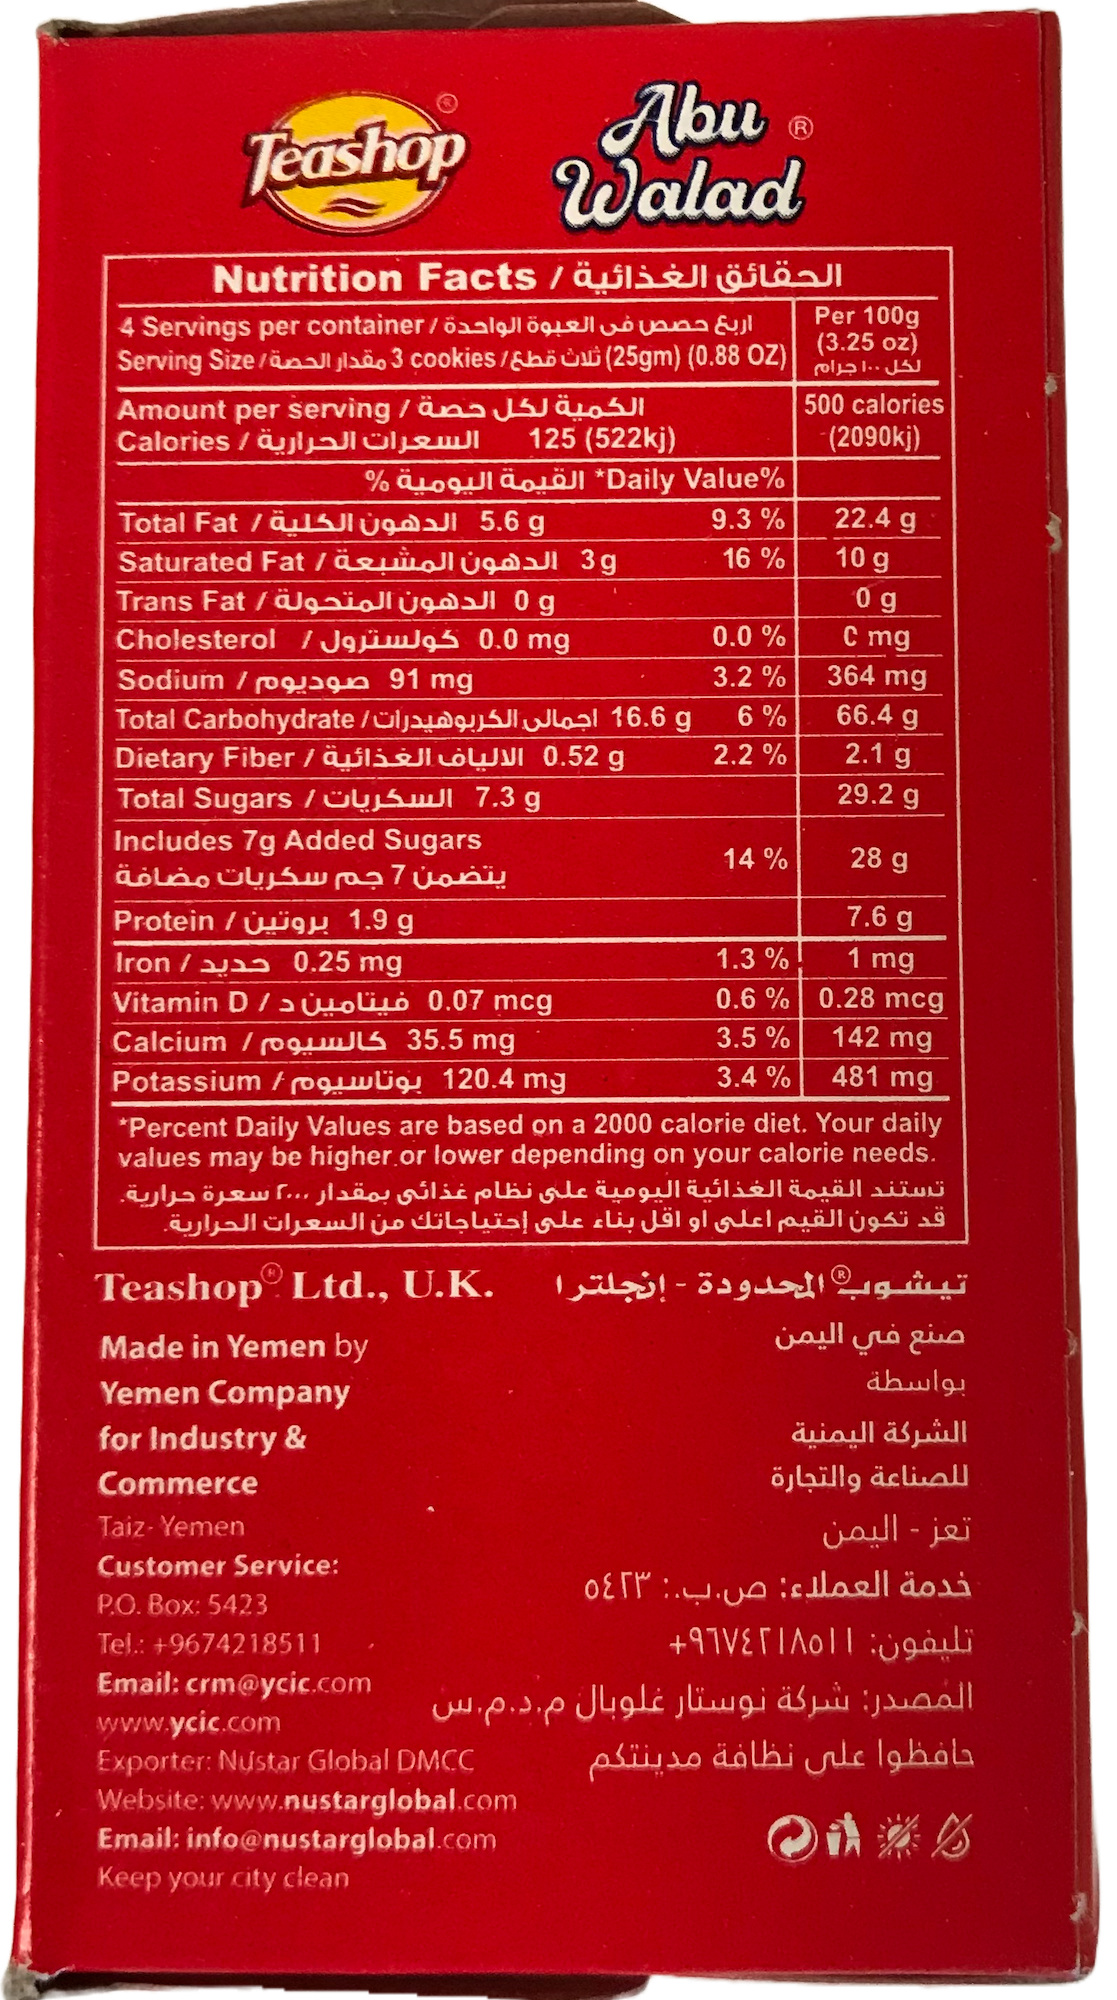 Teashop ®
Abu ®
Walad
Nutrition Facts / الحقائق الغذائية
4 Servings per container / اربع حصص في العبوة الواحدة
Serving Size / مقدار الحصة 3 cookies / ثلاث قطع (25gm) (0.88 OZ)
Per 100g
(3.25 oz)
لكل ١٠٠ جرام
Amount per serving / الكمية لكل حصة
Calories / السعرات الحرارية 125 (522kj)
500 calories
(2090kj)
% القيمة اليومية *Daily Value%
Total Fat / الدهون الكلية 5.6 g 9.3 % 22.4 g
Saturated Fat / الدهون المشبعة 3 g 16 % 10 g
Trans Fat / الدهون المتحولة 0 g 0 g
Cholesterol / كولسترول 0.0 mg 0.0 % 0 mg
Sodium / صوديوم 91 mg 3.2 % 364 mg
Total Carbohydrate / اجمالي الكربوهيدرات 16.6 g 6 % 66.4 g
Dietary Fiber / الالياف الغذائية 0.52 g 2.2 % 2.1 g
Total Sugars / السكريات 7.3 g 29.2 g
Includes 7g Added Sugars
يتضمن 7 جم سكريات مضافة
14 % 28 g
Protein / بروتين 1.9 g 7.6 g
Iron / حديد 0.25 mg 1.3 % 1 mg
Vitamin D / فيتامين د 0.07 mcg 0.6 % 0.28 mcg
Calcium / كالسيوم 35.5 mg 3.5 % 142 mg
Potassium / بوتاسيوم 120.4 mg 3.4 % 481 mg
*Percent Daily Values are based on a 2000 calorie diet. Your daily
values may be higher or lower depending on your calorie needs.
تستند القيمة الغذائية اليومية على نظام غذائي بمقدار ٢٠٠٠ سعرة حرارية.
قد تكون القيم اعلى او اقل بناء على إحتياجاتك من السعرات الحرارية.
Teashop® Ltd., U.K.
تيشوب® المحدودة - إنجلترا
Made in Yemen by
Yemen Company
for Industry &
Commerce
Taiz- Yemen
Customer Service:
P.O. Box: 5423
Tel.: +9674218511
Email: crm@ycic.com
www.ycic.com
Exporter: Nustar Global DMCC
Website: www.nustarglobal.com
Email: info@nustarglobal.com
Keep your city clean
صنع في اليمن
بواسطة
الشركة اليمنية
للصناعة والتجارة
تعز - اليمن
خدمة العملاء: ص.ب.: ٥٤٢٣
تليفون: ٩٦٧٤٢١٨٥١١+
المصدر: شركة نوستار غلوبال م.د.م.س
حافظوا على نظافة مدينتكم